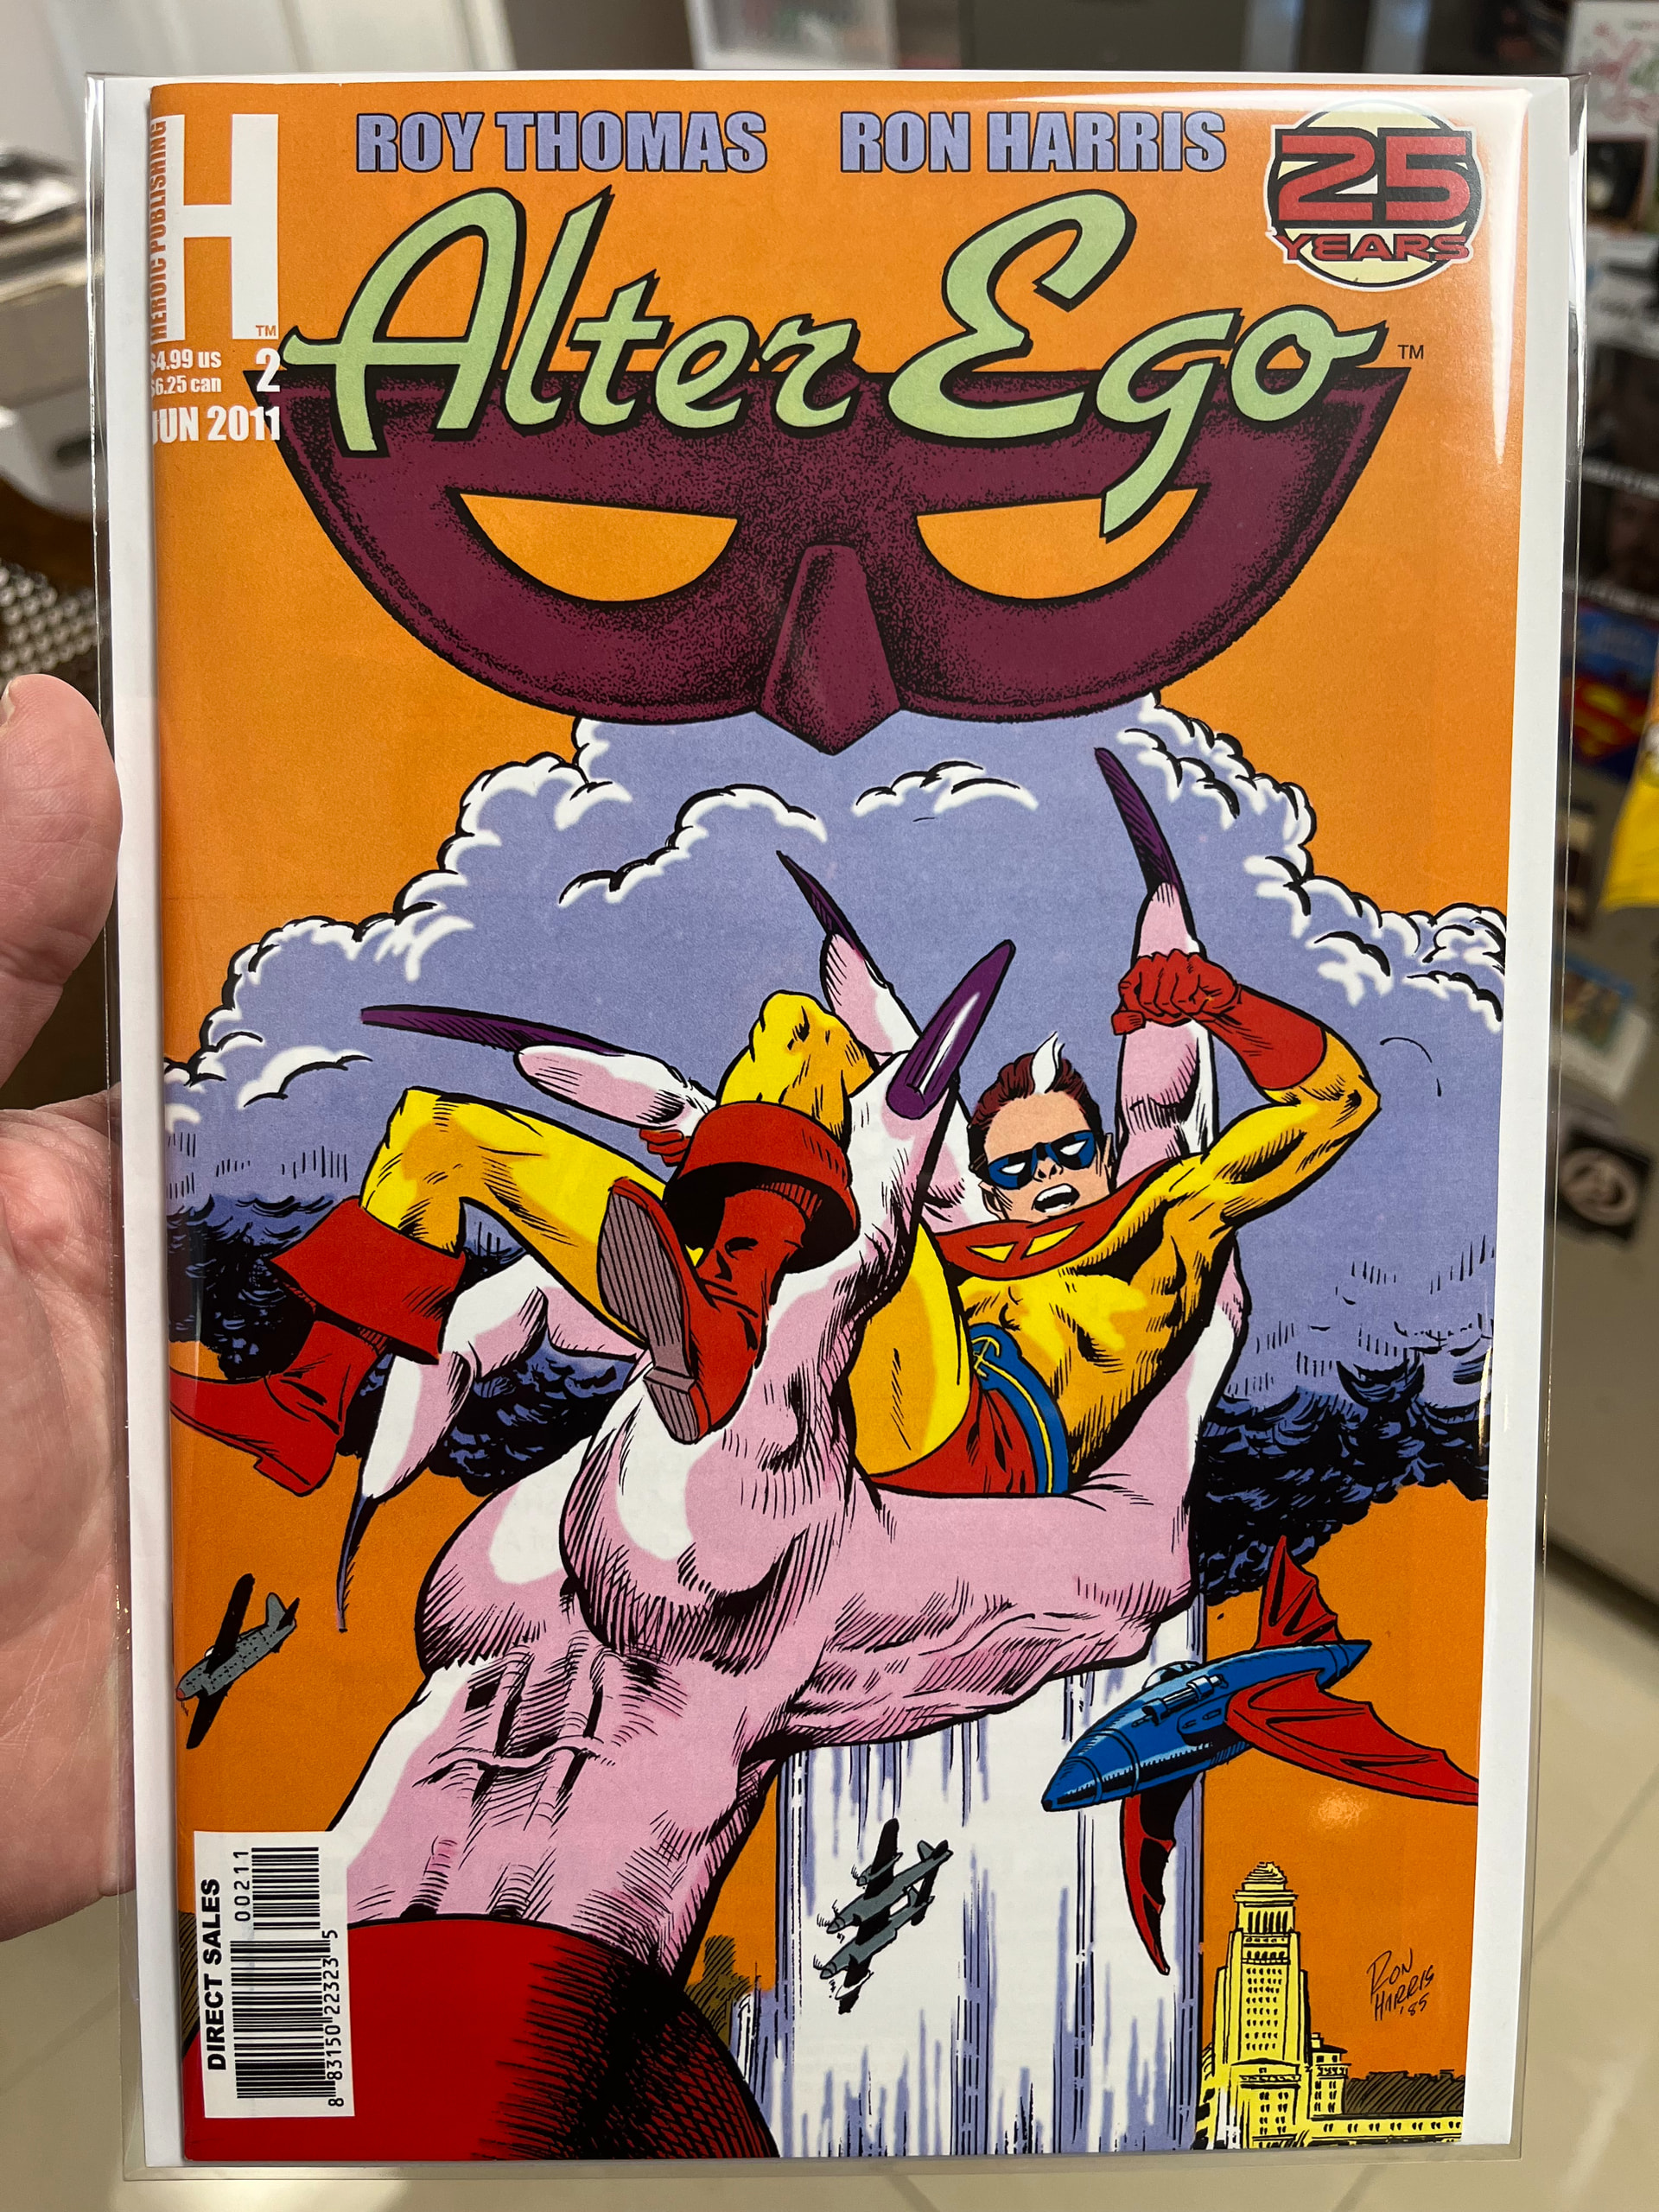 ROY THOMAS RON HARRIS
25
YEARS
H
HEROIC PUBLISHING
TM
$4.99 us 2
$6.25 can
JUN 2011
Alter Ego
TM
DIRECT SALES
00211
8 83150 22323 5
RON
HARRIS
'85